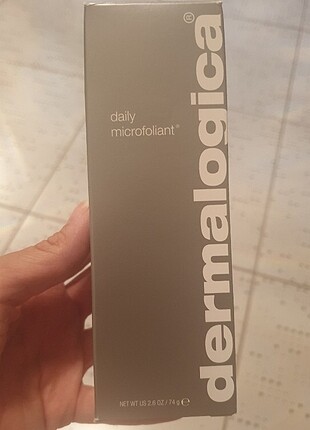 daily
microfoliant®
dermalogica®
NET WT US 2.6 OZ / 74 g ℮